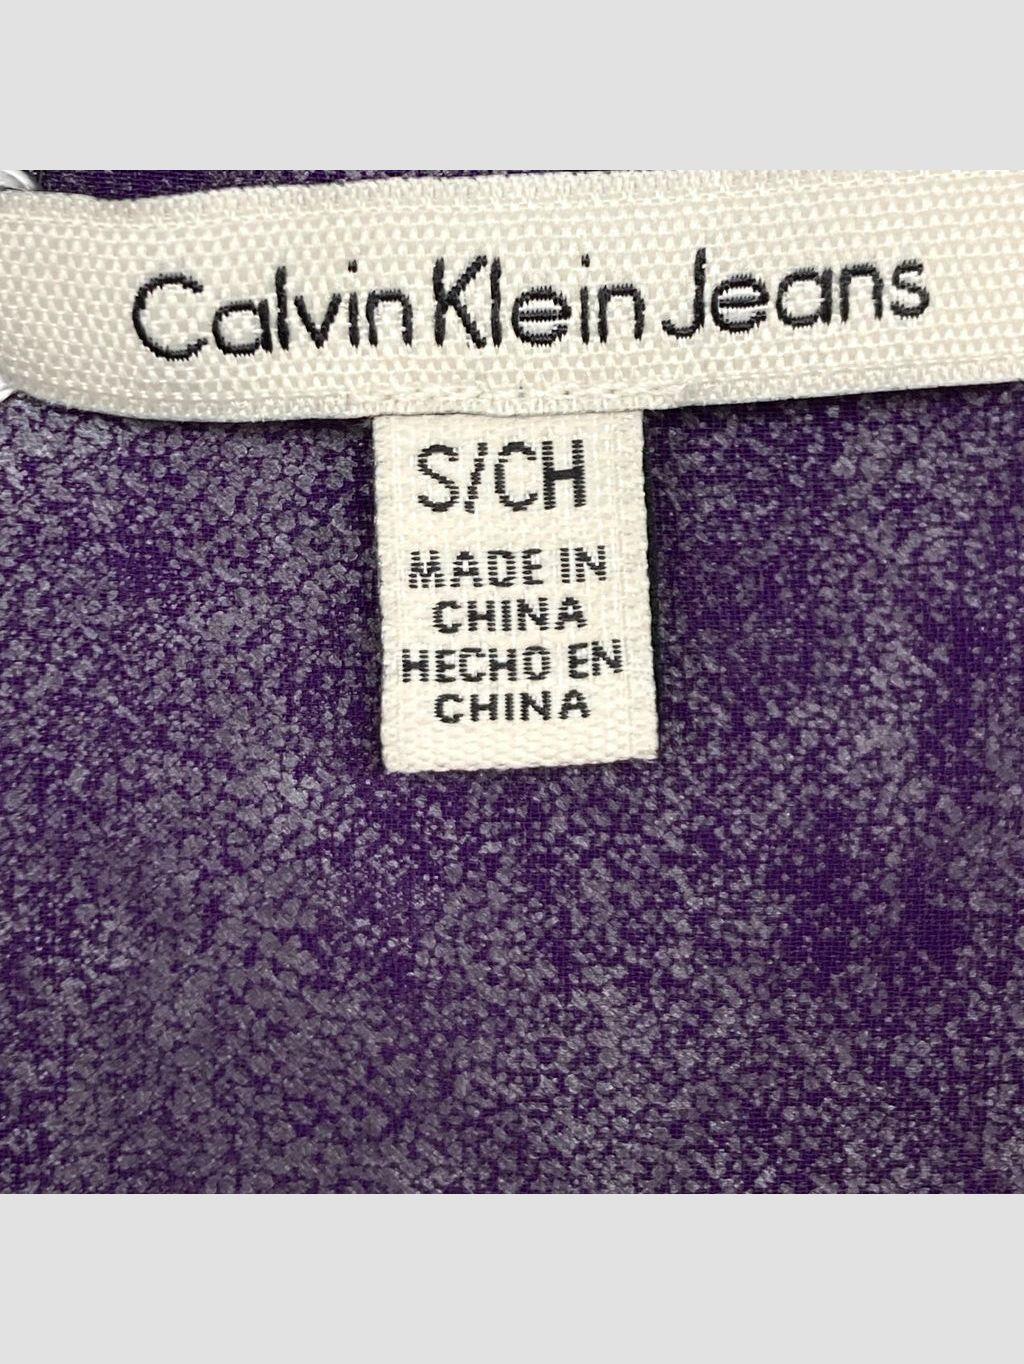 Calvin Klein Jeans
S/CH
MADE IN
CHINA
HECHO EN
CHINA